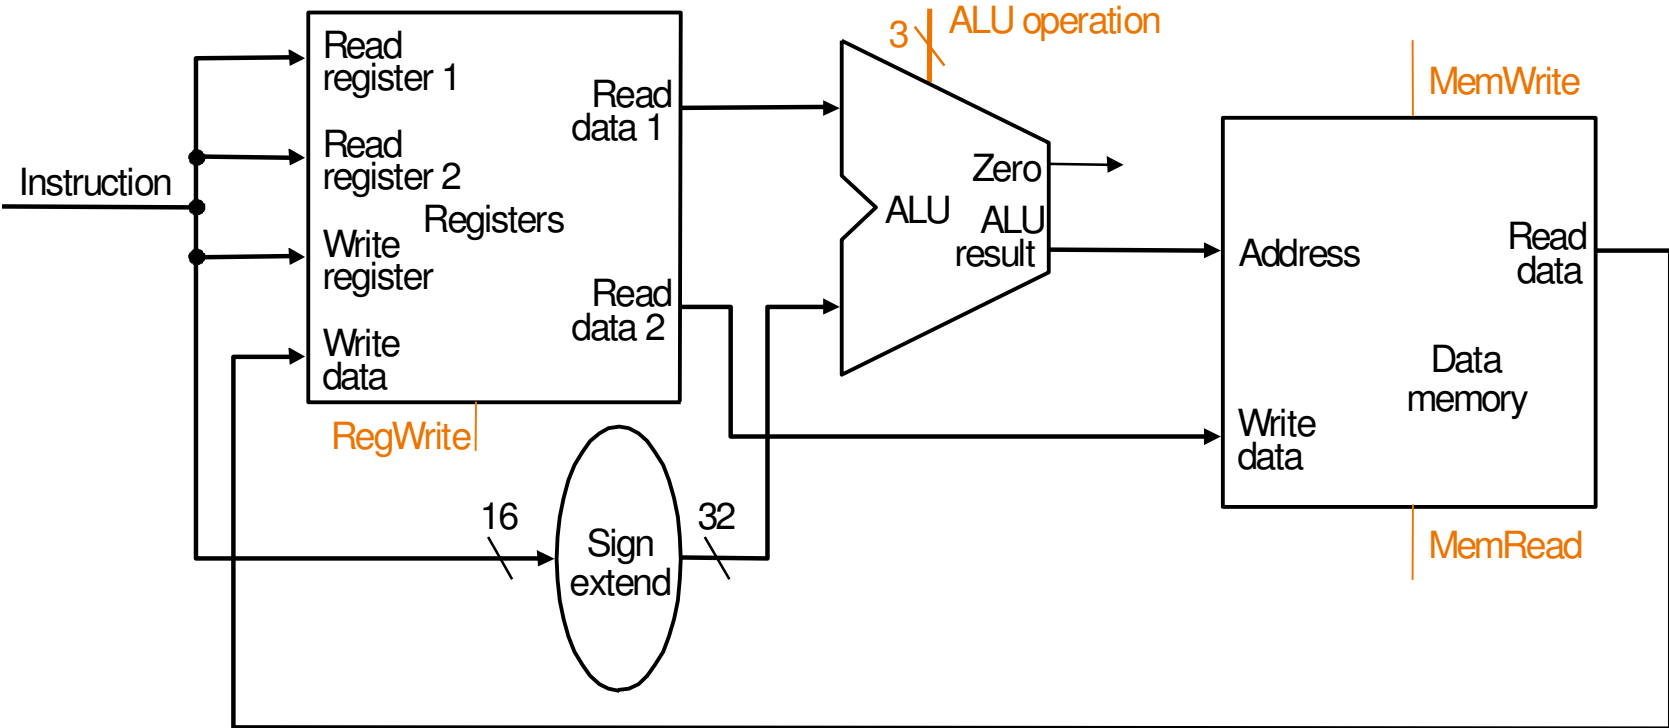 3
ALU operation
Read
register 1
Read
data 1
MemWrite
Read
register 2
Instruction
Zero
Registers
ALU
ALU
result
Write
register
Address
Read
data
Read
data 2
Write
data
Data
memory
RegWrite
Write
data
16
32
Sign
extend
MemRead